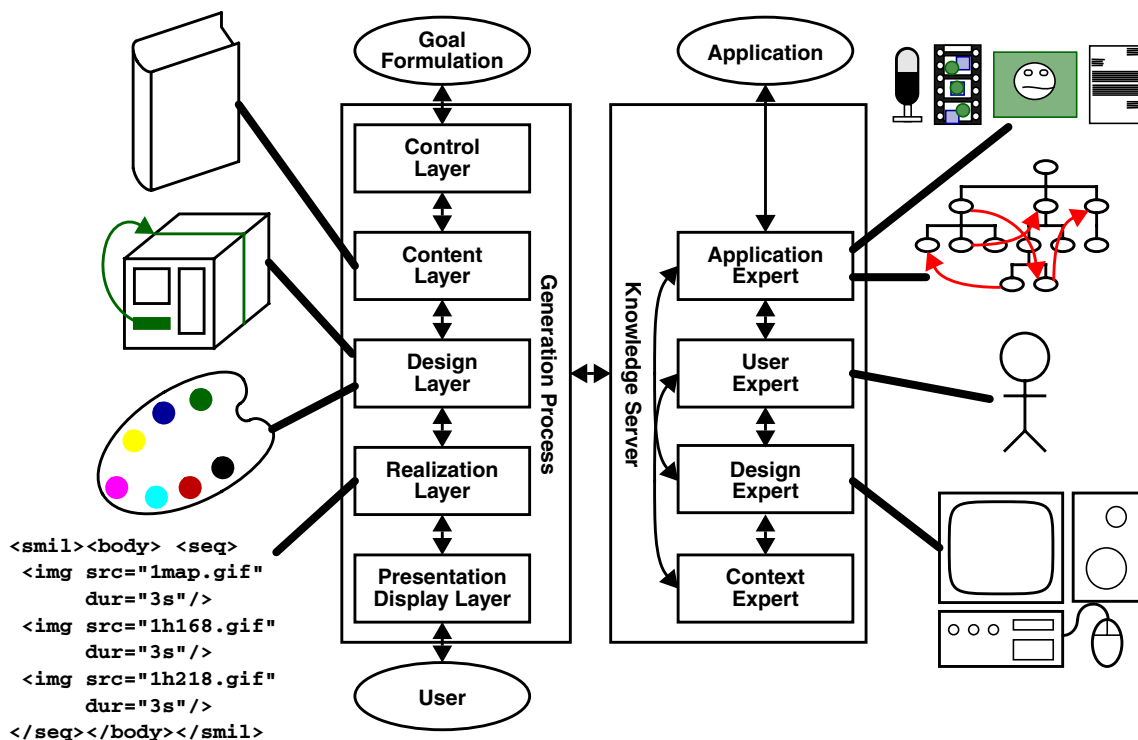 Goal
Formulation
Application
Control
Layer
Content
Layer
Application
Expert
Generation Process
Knowledge Server
Design
Layer
User
Expert
Realization
Layer
Design
Expert
<smil><body> <seq>
<img src="1map.gif"
dur="3s"/>
<img src="1h168.gif"
dur="3s"/>
<img src="1h218.gif"
dur="3s"/>
</seq></body></smil>
Presentation
Display Layer
Context
Expert
User